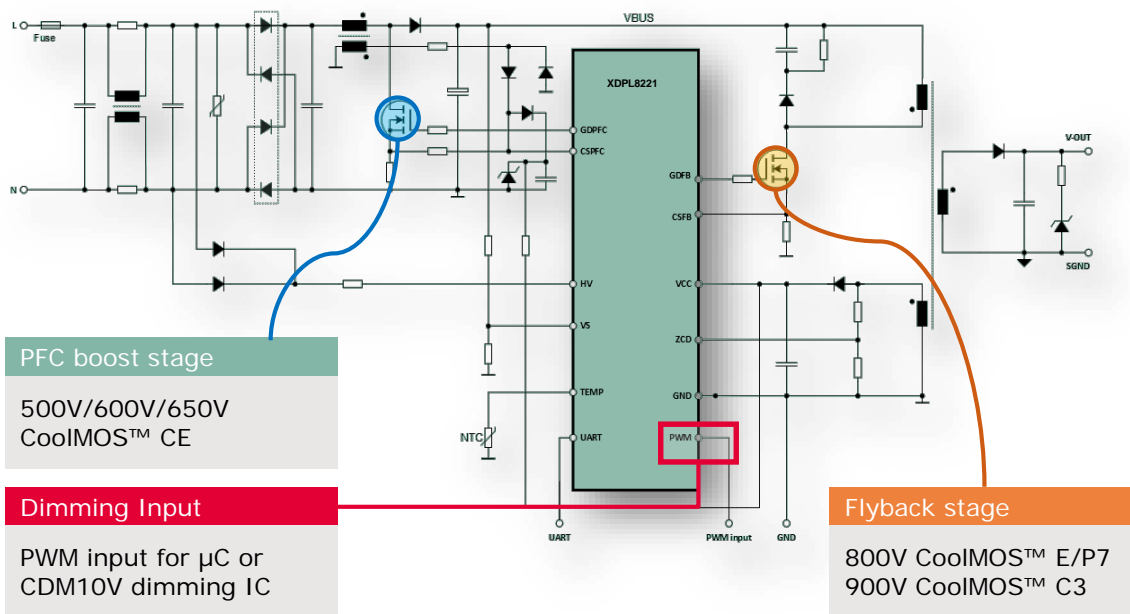 L
Fuse
N
VBUS
XDPL8221
GDPFC
CSPFC
GDFB
CSFB
HV
VCC
VS
ZCD
TEMP
GND
NTC
UART
PWM
V-OUT
SGND
UART
PWM input
GND
PFC boost stage
500V/600V/650V
CoolMOS™ CE
Dimming Input
PWM input for µC or
CDM10V dimming IC
Flyback stage
800V CoolMOS™ E/P7
900V CoolMOS™ C3